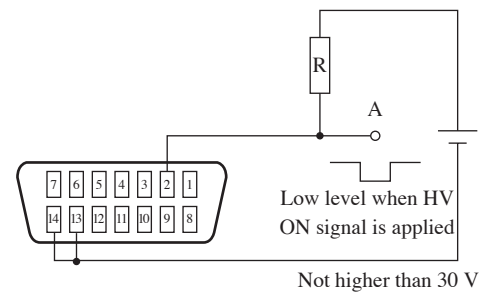 R
A
7 6 5 4 3 2 1
14 13 12 11 10 9 8
Low level when HV
ON signal is applied
Not higher than 30 V